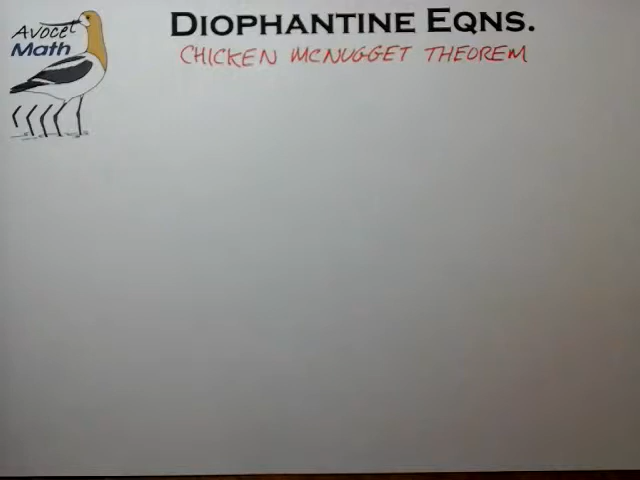 Avocet
Math
DIOPHANTINE EQNS.
CHICKEN MCNUGGET THEOREM